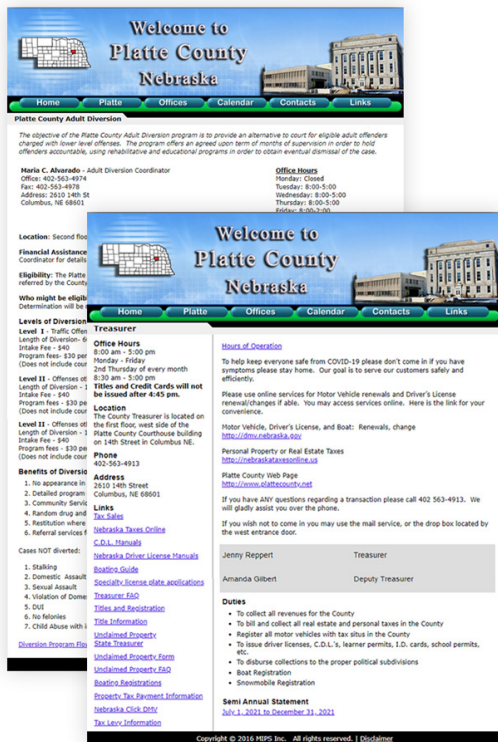 Welcome to
Platte County
Nebraska
Home Platte Offices Calendar Contacts Links
Platte County Adult Diversion
The objective of the Platte County Adult Diversion program is to provide an alternative to court for eligible adult offenders
charged with lower level offenses. The program offers an agreed upon term of months of supervision in order to hold
offenders accountable, using rehabilitative and educational programs in order to obtain eventual dismissal of the case.
Maria C. Alvarado - Adult Diversion Coordinator
Office: 402-563-4974
Fax: 402-563-4978
Address: 2610 14th St
Columbus, NE 68601
Office Hours
Monday: Closed
Tuesday: 8:00-5:00
Wednesday: 8:00-5:00
Thursday: 8:00-5:00
Friday: 8:00-2:00
Location: Second floo
Financial Assistance
Coordinator for details
Eligibility: The Platte
referred by the County
Who might be eligib
Determination will be
Levels of Diversion
Level I - Traffic Offen
Length of Diversion- 6
Intake Fee - $40
Program fees- $30 per
(Does not include cour
Level II - Offenses ot
Length of Diversion - 1
Intake Fee - $40
Program fees - $30 pe
(Does not include cour
Level II - Offenses ot
Length of Diversion - 1
Intake Fee - $40
Program fees - $30 pe
(Does not include cour
Benefits of Diversio
1. No appearance in
2. Detailed program
3. Community Servic
4. Random drug and
5. Restitution where
6. Referral services f
Cases NOT diverted:
1. Stalking
2. Domestic Assault
3. Sexual Assault
4. Violation of Dome
5. DUI
6. No felonies
7. Child Abuse with i
Diversion Program Flo
Welcome to
Platte County
Nebraska
Home Platte Offices Calendar Contacts Links
Treasurer
Office Hours
8:00 am - 5:00 pm
Monday - Friday
2nd Thursday of every month
8:30 am - 5:00 pm
Titles and Credit Cards will not
be issued after 4:45 pm.
Location
The County Treasurer is located on
the first floor, west side of the
Platte County Courthouse building
on 14th Street in Columbus NE.
Phone
402-563-4913
Address
2610 14th Street
Columbus, NE 68601
Links
Tax Sales
Nebraska Taxes Online
C.D.L. Manuals
Nebraska Driver License Manuals
Boating Guide
Specialty license plate applications
Treasurer FAQ
Titles and Registration
Title Information
Unclaimed Property
State Treasurer
Unclaimed Property Form
Unclaimed Property FAQ
Boating Registrations
Property Tax Payment Information
Nebraska Click DMV
Tax Levy Information
Hours of Operation
To help keep everyone safe from COVID-19 please don't come in if you have
symptoms please stay home. Our goal is to serve our customers safely and
efficiently.
Please use online services for Motor Vehicle renewals and Driver's License
renewal/changes if able. You may access services online. Here is the link for your
convenience.
Motor Vehicle, Driver's License, and Boat: Renewals, change
http://dmv.nebraska.gov
Personal Property or Real Estate Taxes
http://nebraskataxesonline.us
Platte County Web Page
http://www.plattecounty.net
If you have ANY questions regarding a transaction please call 402 563-4913. We
will gladly assist you over the phone.
If you wish not to come in you may use the mail service, or the drop box located by
the west entrance door.
Jenny Reppert Treasurer
Amanda Gilbert Deputy Treasurer
Duties
• To collect all revenues for the County
• To bill and collect all real estate and personal taxes in the County
• Register all motor vehicles with tax situs in the County
• To issue driver licenses, C.D.L.'s, learner permits, I.D. cards, school permits,
etc.
• To disburse collections to the proper political subdivisions
• Boat Registration
• Snowmobile Registration
Semi Annual Statement
July 1, 2021 to December 31, 2021
Copyright © 2016 MIPS Inc. All rights reserved. | Disclaimer